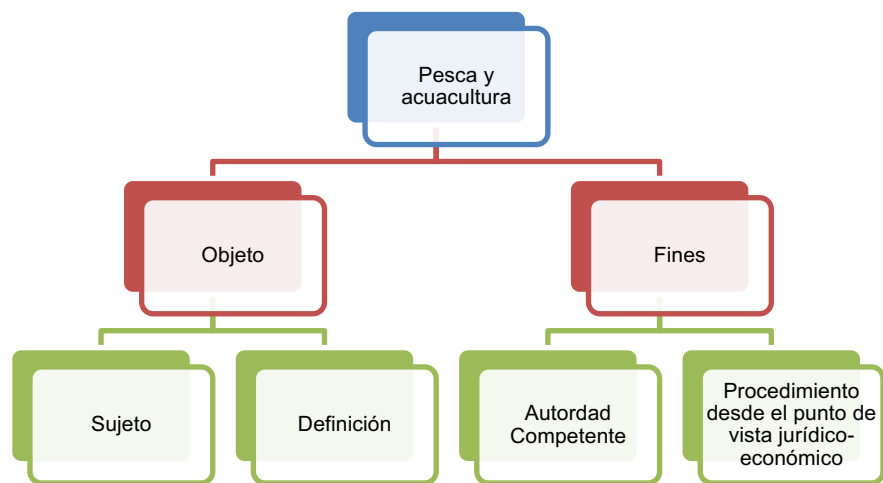 Pesca y
acuacultura
Objeto
Fines
Sujeto
Definición
Autordad
Competente
Procedimiento
desde el punto de
vista jurídico-
económico